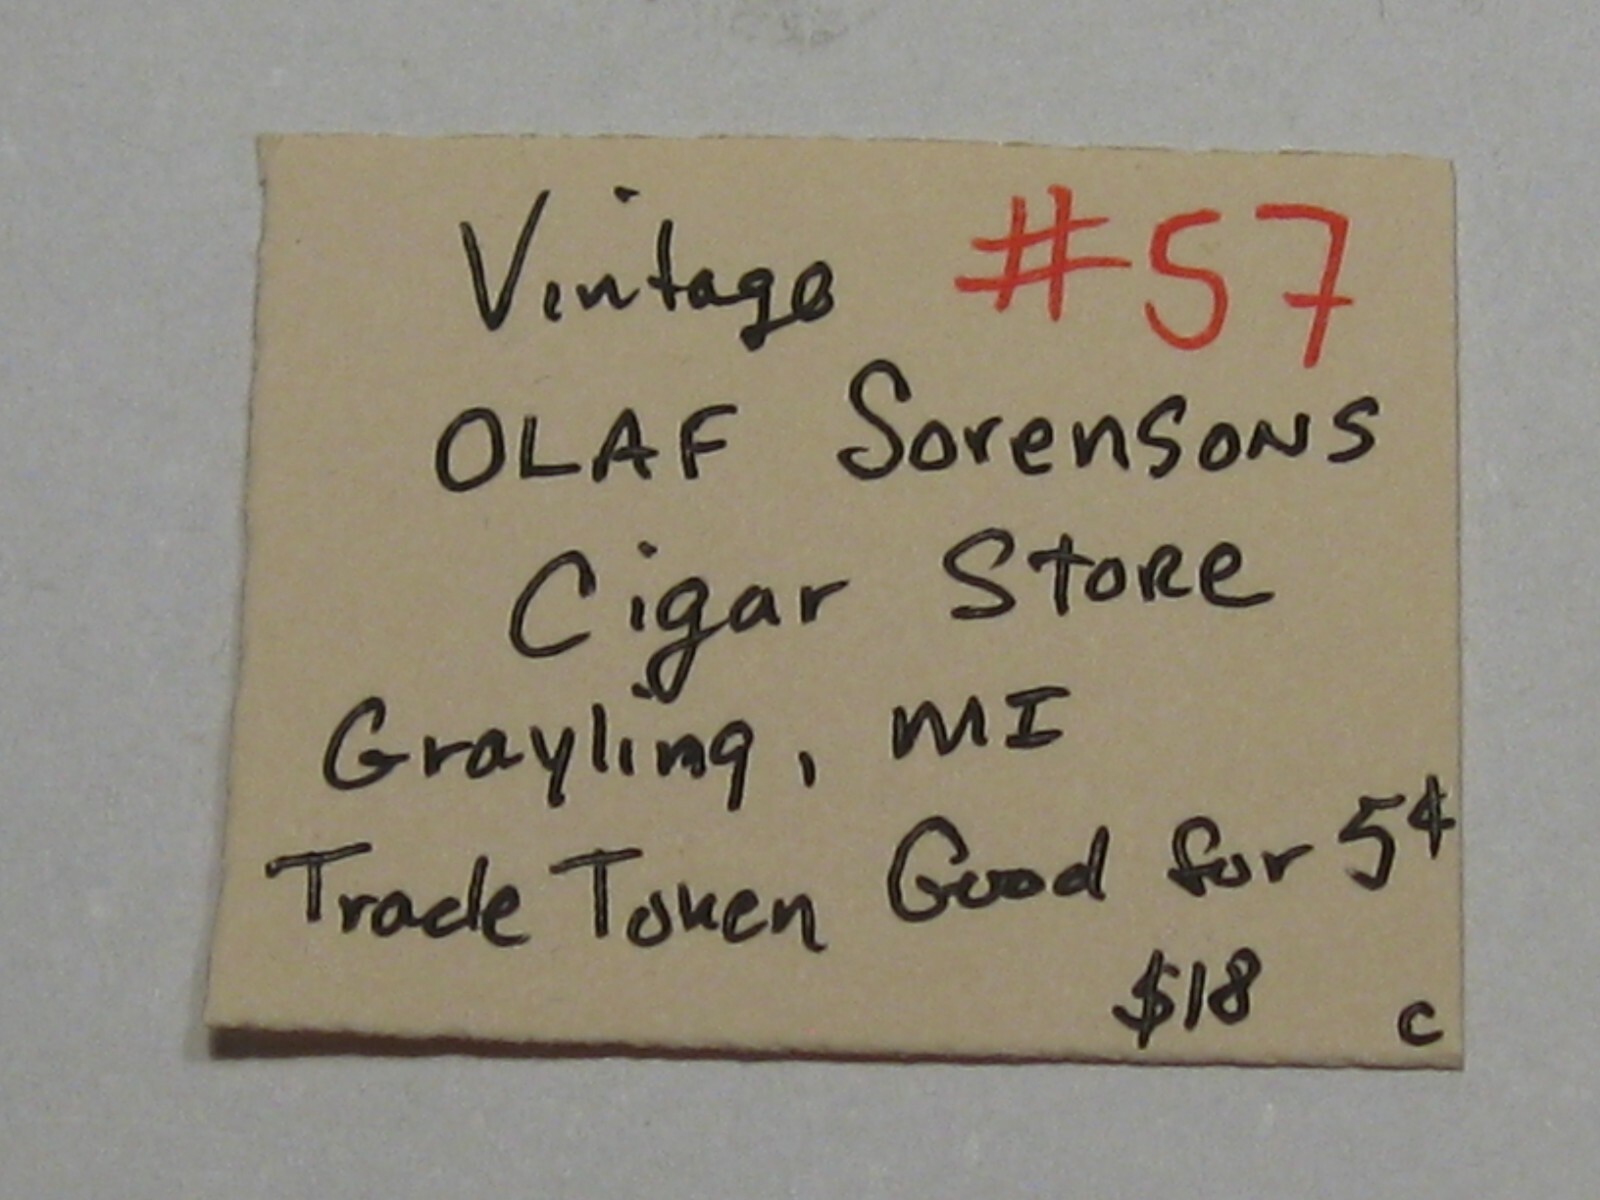 Vintage #57
OLAF Sorensons
Cigar Store
Grayling, MI
Trade Token Good for 5¢
$18 c